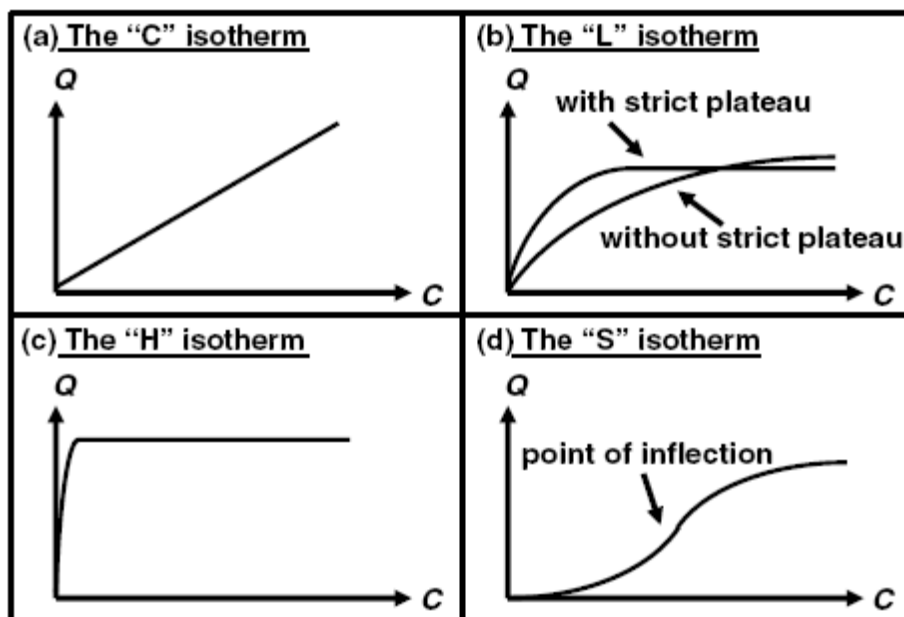 (a) The “C” isotherm
Q
C
(b) The “L” isotherm
Q
with strict plateau
without strict plateau
C
(c) The “H” isotherm
Q
C
(d) The “S” isotherm
Q
point of inflection
C